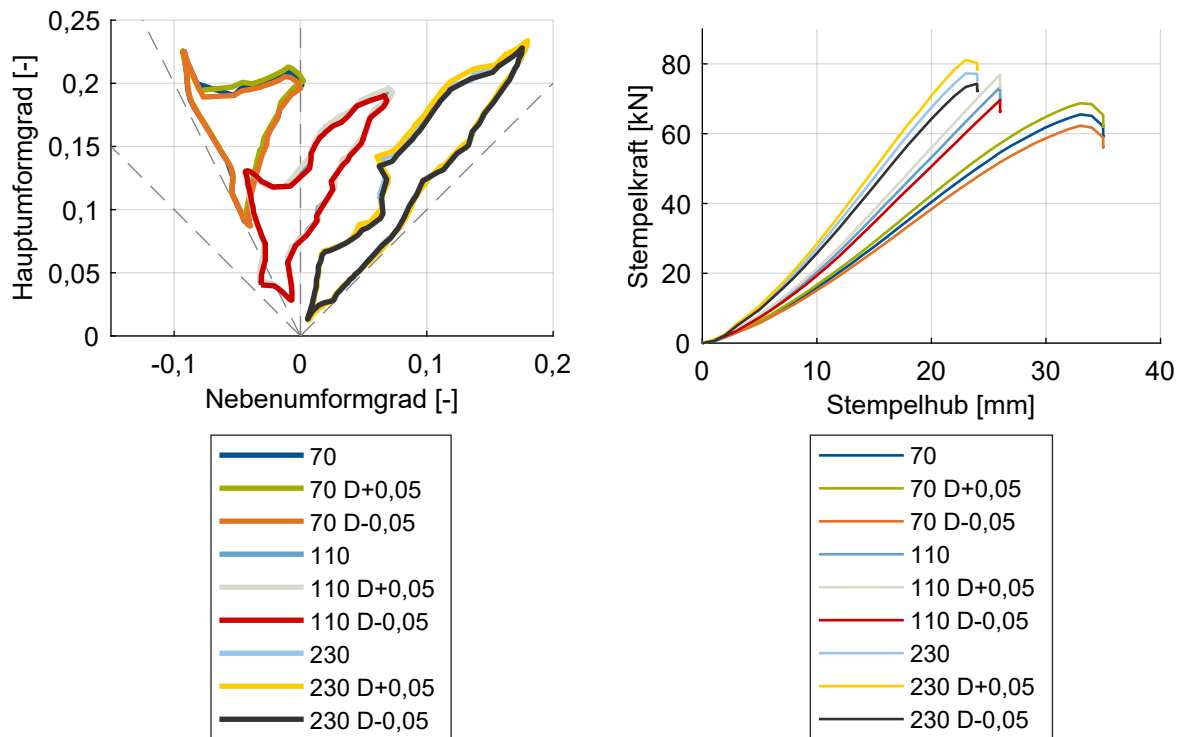 Hauptumformgrad [-]
0,25
0,2
0,15
0,1
0,05
0
-0,1
0
0,1
0,2
Nebenumformgrad [-]
70
70 D+0,05
70 D-0,05
110
110 D+0,05
110 D-0,05
230
230 D+0,05
230 D-0,05
Stempelkraft [kN]
80
60
40
20
0
0
10
20
30
40
Stempelhub [mm]
70
70 D+0,05
70 D-0,05
110
110 D+0,05
110 D-0,05
230
230 D+0,05
230 D-0,05